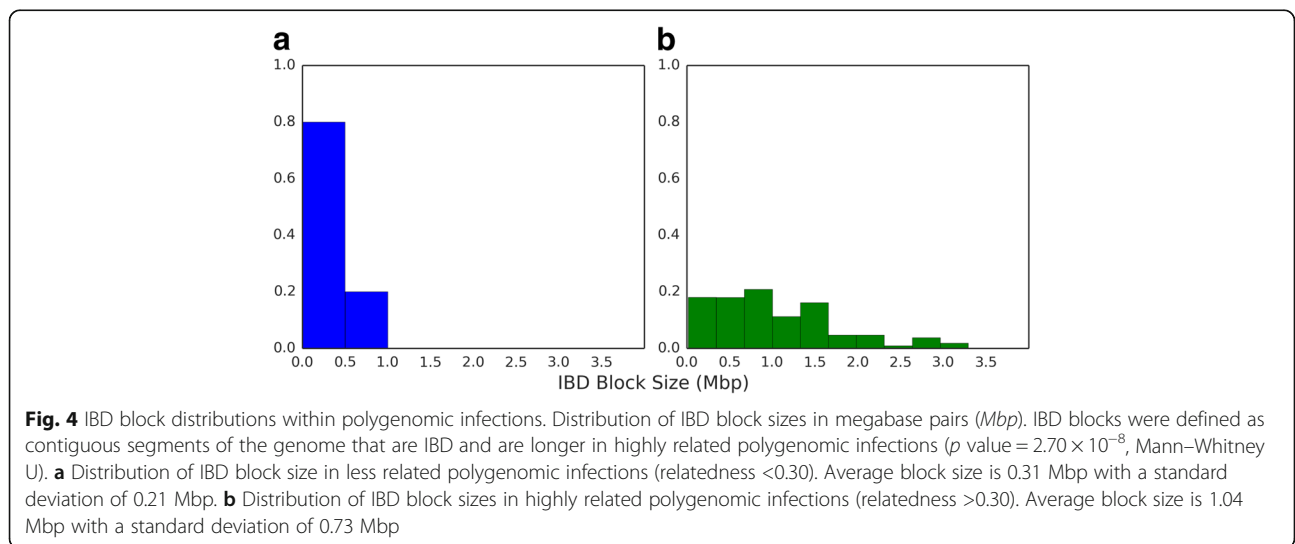 a
b
1.0
0.8
0.6
0.4
0.2
0.0
0.0 0.5 1.0 1.5 2.0 2.5 3.0 3.5
1.0
0.8
0.6
0.4
0.2
0.0
0.0 0.5 1.0 1.5 2.0 2.5 3.0 3.5
IBD Block Size (Mbp)
Fig. 4 IBD block distributions within polygenomic infections. Distribution of IBD block sizes in megabase pairs (Mbp). IBD blocks were defined as
contiguous segments of the genome that are IBD and are longer in highly related polygenomic infections (p value = 2.70 × 10⁻⁸, Mann–Whitney
U). a Distribution of IBD block size in less related polygenomic infections (relatedness <0.30). Average block size is 0.31 Mbp with a standard
deviation of 0.21 Mbp. b Distribution of IBD block sizes in highly related polygenomic infections (relatedness >0.30). Average block size is 1.04
Mbp with a standard deviation of 0.73 Mbp